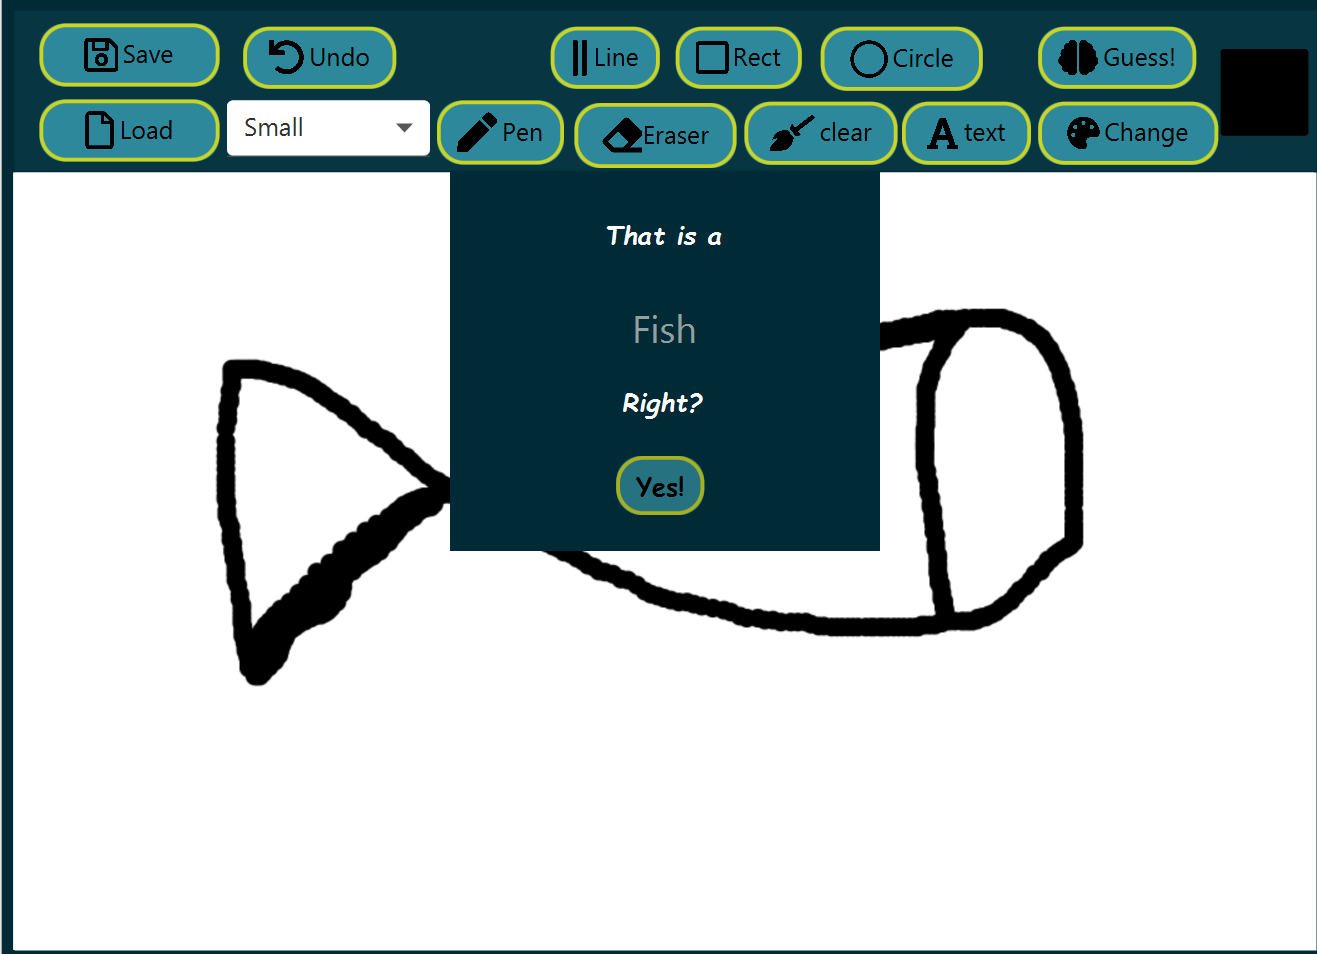 Save
Undo
Line
Rect
Circle
Guess!
Load
Small
Pen
Eraser
clear
A text
Change
That is a
Fish
Right?
Yes!